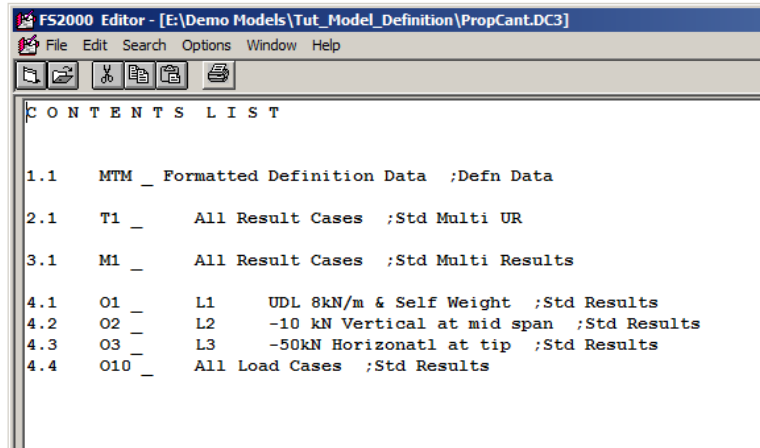 FS2000 Editor - [E:\Demo Models\Tut_Model_Definition\PropCant.DC3]
File Edit Search Options Window Help
C O N T E N T S L I S T
1.1 MTM _ Formatted Definition Data ;Defn Data
2.1 T1 _ All Result Cases ;Std Multi UR
3.1 M1 _ All Result Cases ;Std Multi Results
4.1 O1 _ L1 UDL 8kN/m & Self Weight ;Std Results
4.2 O2 _ L2 -10 kN Vertical at mid span ;Std Results
4.3 O3 _ L3 -50kN Horizonatl at tip ;Std Results
4.4 O10 _ All Load Cases ;Std Results